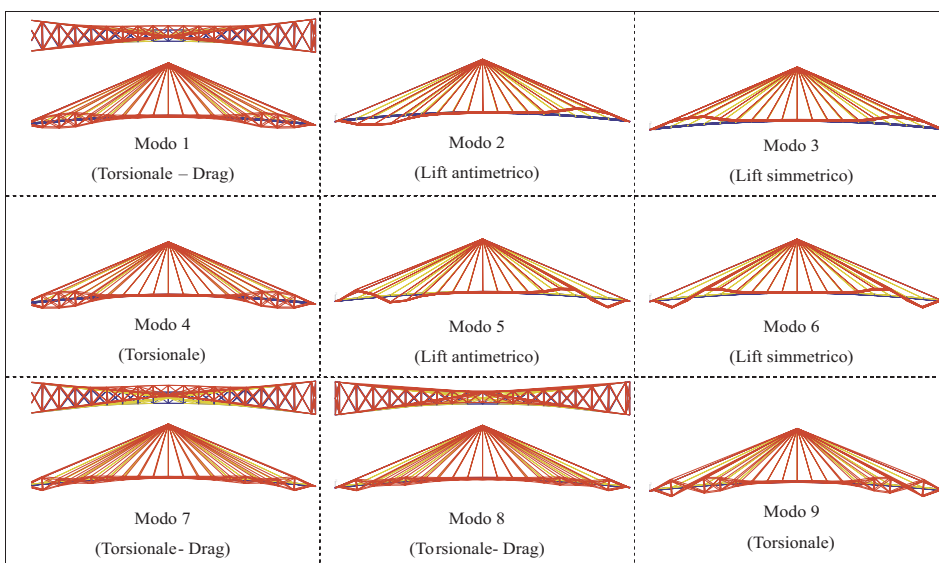 Modo 1
(Torsionale – Drag)
Modo 2
(Lift antimetrico)
Modo 3
(Lift simmetrico)
Modo 4
(Torsionale)
Modo 5
(Lift antimetrico)
Modo 6
(Lift simmetrico)
Modo 7
(Torsionale- Drag)
Modo 8
(Torsionale- Drag)
Modo 9
(Torsionale)